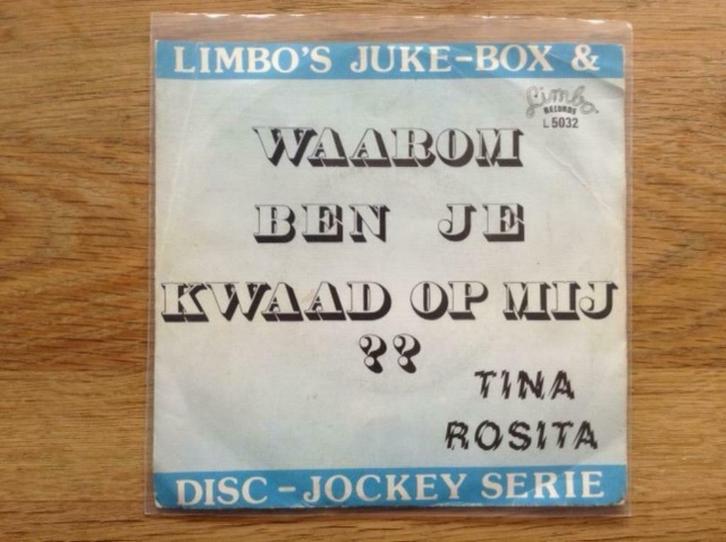 LIMBO'S JUKE-BOX &
Limbo
RECORDS
L 5032
WAAROM
BEN JE
KWAAD OP MIJ
??
TINA
ROSITA
DISC-JOCKEY SERIE